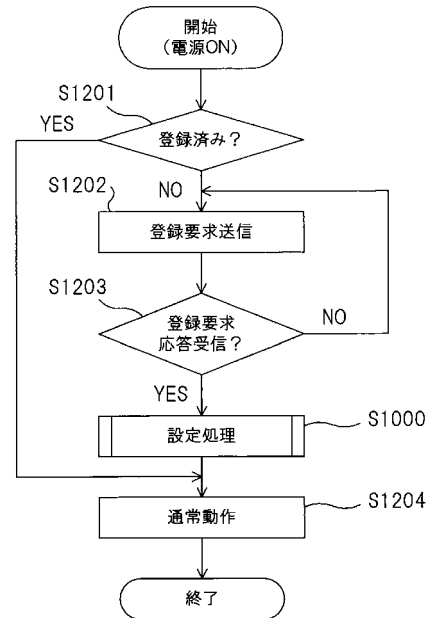 開始
(電源ON)
S1201
YES
登録済み?
S1202
NO
登録要求送信
S1203
登録要求
応答受信?
NO
YES
設定処理
S1000
通常動作
S1204
終了